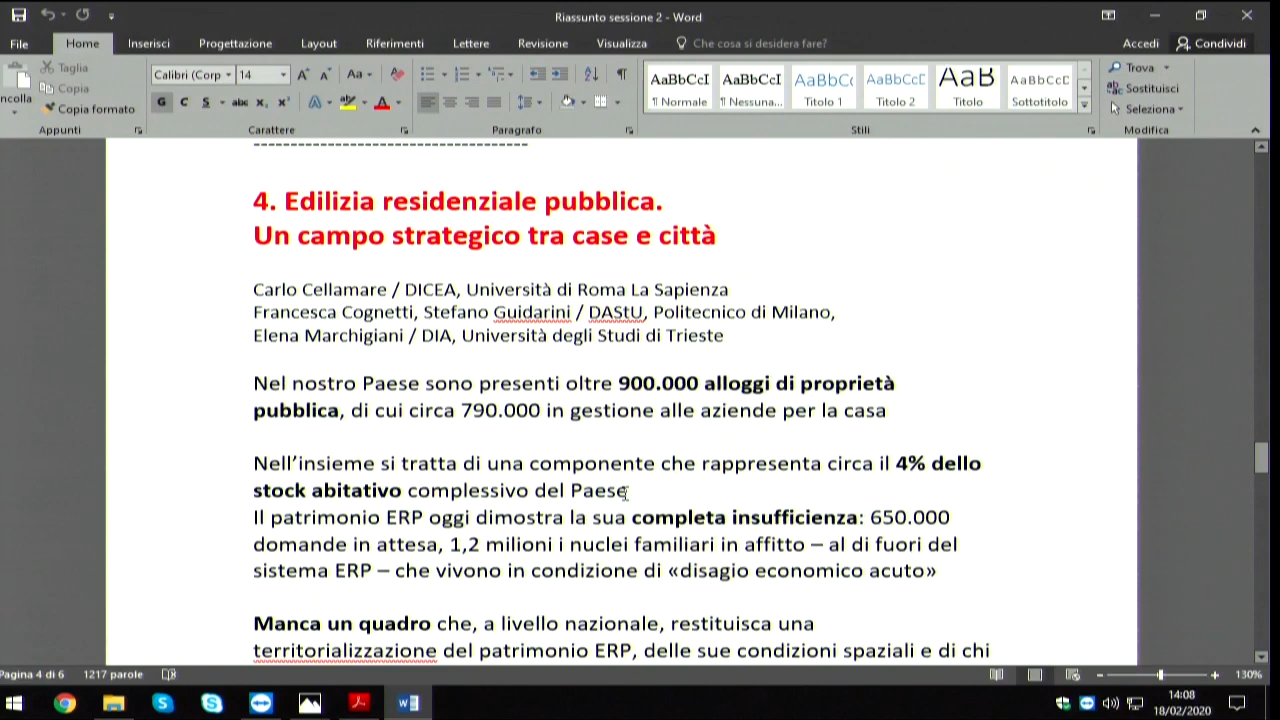 Riassunto sessione 2 - Word
File Home Inserisci Progettazione Layout Riferimenti Lettere Revisione Visualizza Che cosa si desidera fare? Accedi Condividi
Taglia
Copia
ncolla
Copia formato
Calibri (Corp 14
Aa
G C S abc x₂ x²
A A
AaBbCcI AaBbCcI AaBbC AaBbCcC AaB AaBbCcC
¶ Normale ¶ Nessuna... Titolo 1 Titolo 2 Titolo Sottotitolo
Trova
Sostituisci
Seleziona
Appunti Carattere Paragrafo Stili Modifica
-------------------------------------
4. Edilizia residenziale pubblica.
Un campo strategico tra case e città
Carlo Cellamare / DICEA, Università di Roma La Sapienza
Francesca Cognetti, Stefano Guidarini / DAStU, Politecnico di Milano,
Elena Marchigiani / DIA, Università degli Studi di Trieste
Nel nostro Paese sono presenti oltre 900.000 alloggi di proprietà
pubblica, di cui circa 790.000 in gestione alle aziende per la casa
Nell’insieme si tratta di una componente che rappresenta circa il 4% dello
stock abitativo complessivo del Paese
Il patrimonio ERP oggi dimostra la sua completa insufficienza: 650.000
domande in attesa, 1,2 milioni i nuclei familiari in affitto – al di fuori del
sistema ERP – che vivono in condizione di «disagio economico acuto»
Manca un quadro che, a livello nazionale, restituisca una
territorializzazione del patrimonio ERP, delle sue condizioni spaziali e di chi
Pagina 4 di 6 1217 parole 130%
14:08
18/02/2020